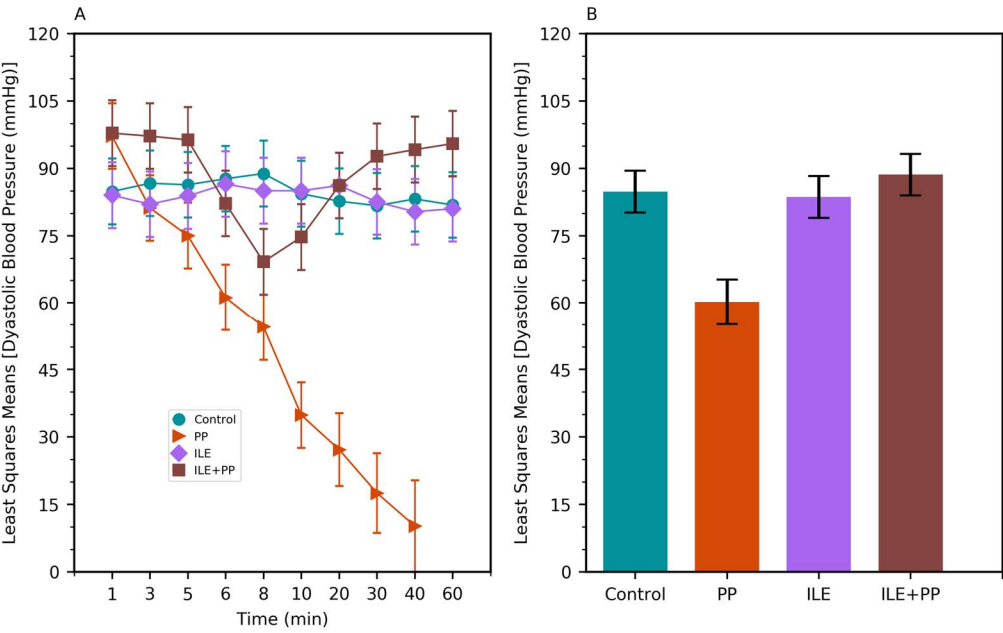 A
Least Squares Means [Dyastolic Blood Pressure (mmHg)]
120
105
90
75
60
45
30
15
0
Control
PP
ILE
ILE+PP
1 3 5 6 8 10 20 30 40 60
Time (min)
B
Least Squares Means [Dyastolic Blood Pressure (mmHg)]
120
105
90
75
60
45
30
15
0
Control PP ILE ILE+PP